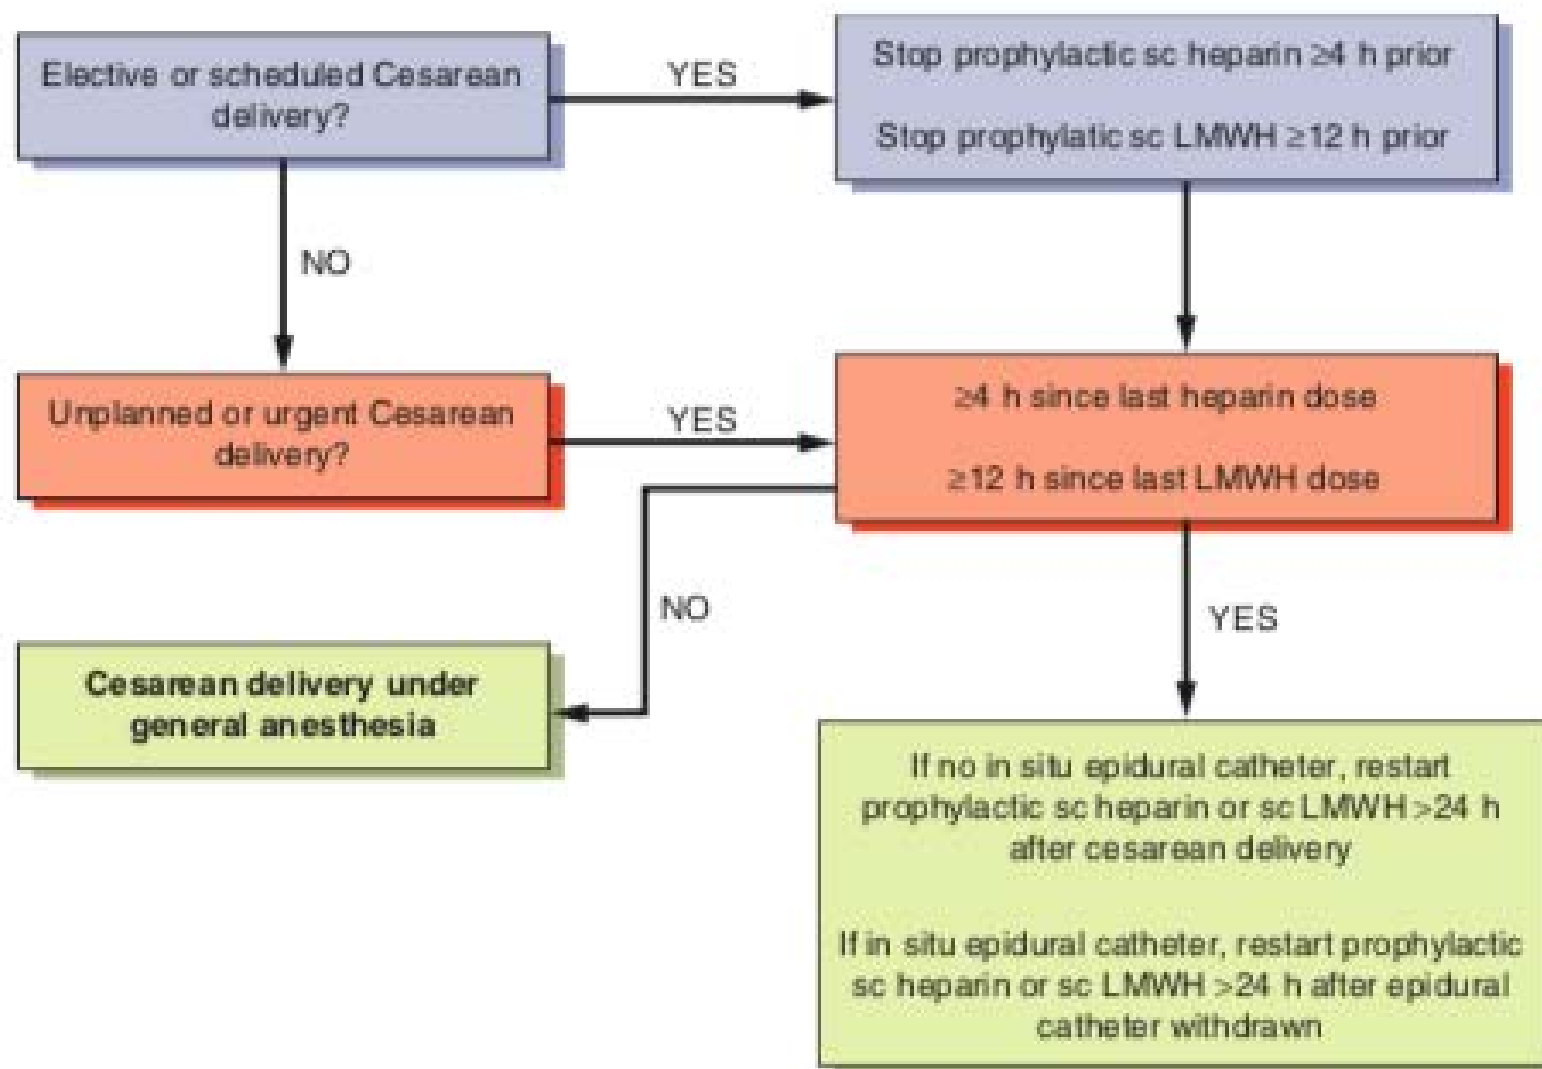 Elective or scheduled Cesarean
delivery?
YES
Stop prophylactic sc heparin ≥4 h prior
Stop prophylatic sc LMWH ≥12 h prior
NO
Unplanned or urgent Cesarean
delivery?
YES
≥4 h since last heparin dose
≥12 h since last LMWH dose
NO
YES
Cesarean delivery under
general anesthesia
If no in situ epidural catheter, restart
prophylactic sc heparin or sc LMWH >24 h
after cesarean delivery
If in situ epidural catheter, restart prophylactic
sc heparin or sc LMWH >24 h after epidural
catheter withdrawn